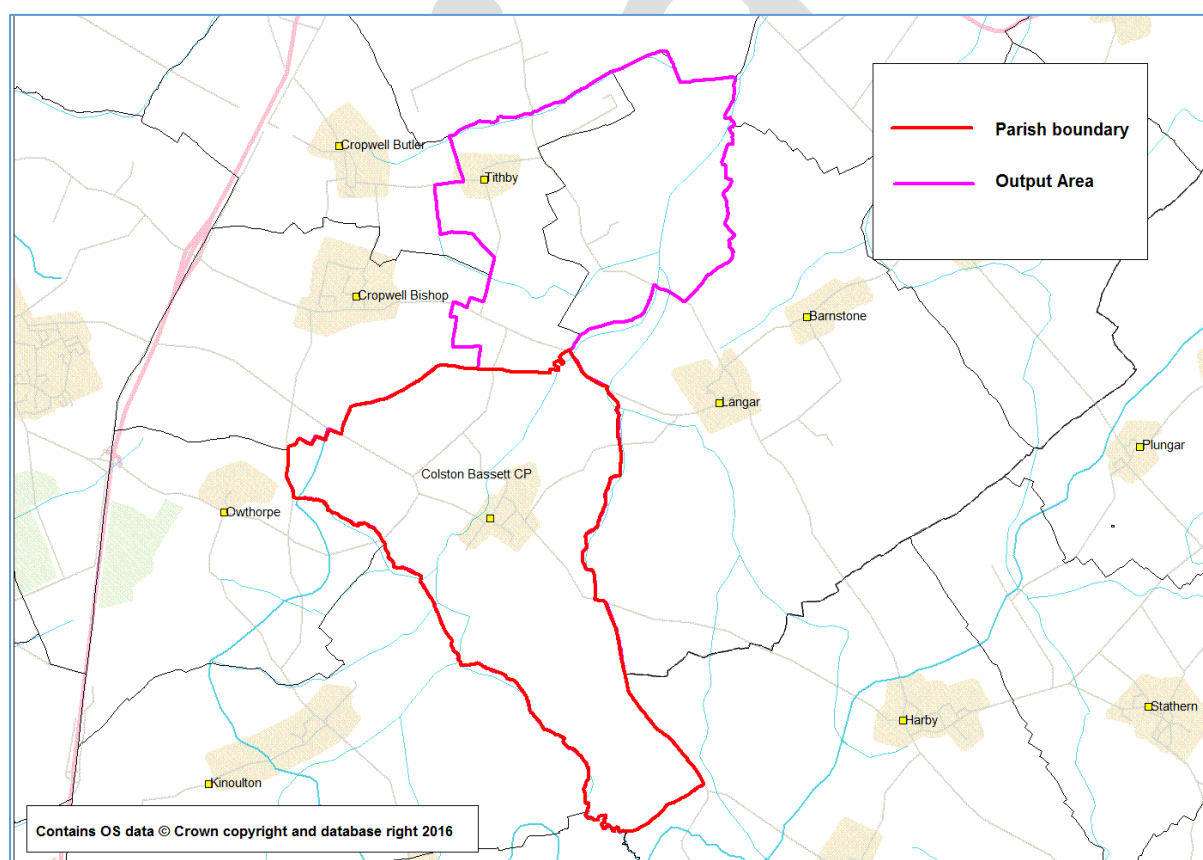 Cropwell Butler
Tithby
Parish boundary
Output Area
Cropwell Bishop
Barnstone
Langar
Plungar
Colston Bassett CP
Owthorpe
Stathern
Harby
Kinoulton
Contains OS data © Crown copyright and database right 2016